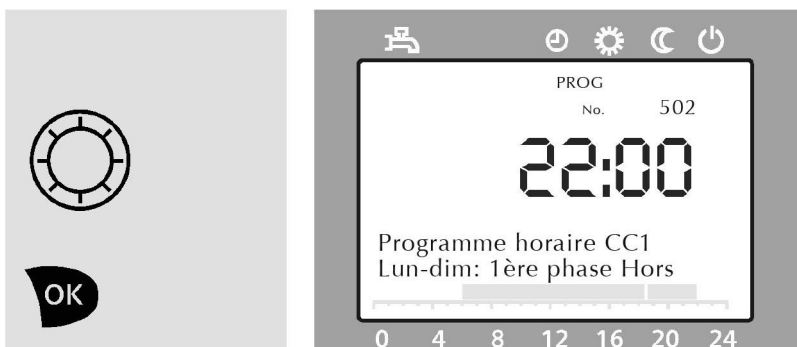 OK
PROG
No. 502
22:00
Programme horaire CC1
Lun-dim: 1ère phase Hors
0 4 8 12 16 20 24